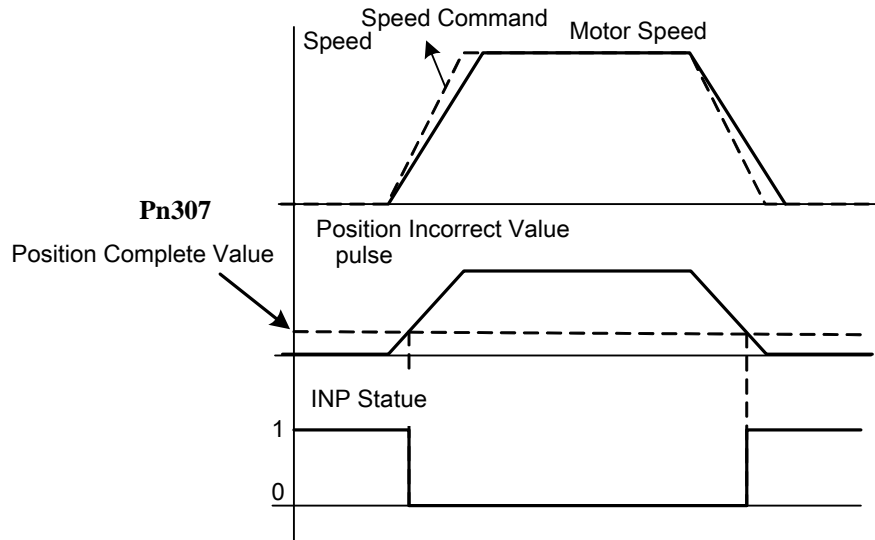 Speed Command
Speed
Motor Speed
Pn307
Position Complete Value
Position Incorrect Value
pulse
INP Statue
1
0